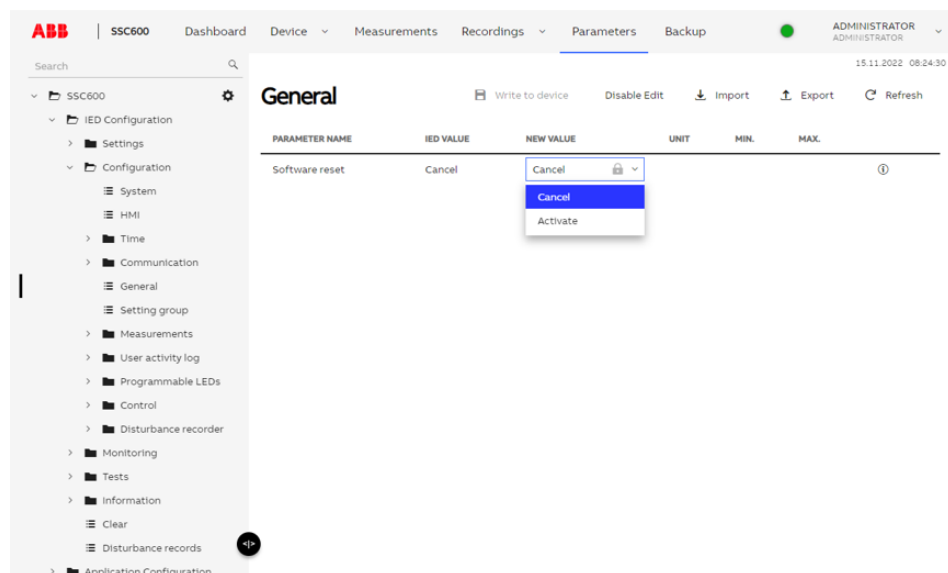 ABB SSC600 Dashboard Device Measurements Recordings Parameters Backup ADMINISTRATOR
ADMINISTRATOR
Search
15.11.2022 08:24:30
SSC600
General
Write to device Disable Edit Import Export Refresh
IED Configuration
Settings
PARAMETER NAME IED VALUE NEW VALUE UNIT MIN. MAX.
Configuration
Software reset Cancel Cancel
System
Cancel
HMI
Activate
Time
Communication
General
Setting group
Measurements
User activity log
Programmable LEDs
Control
Disturbance recorder
Monitoring
Tests
Information
Clear
Disturbance records
Application Configuration